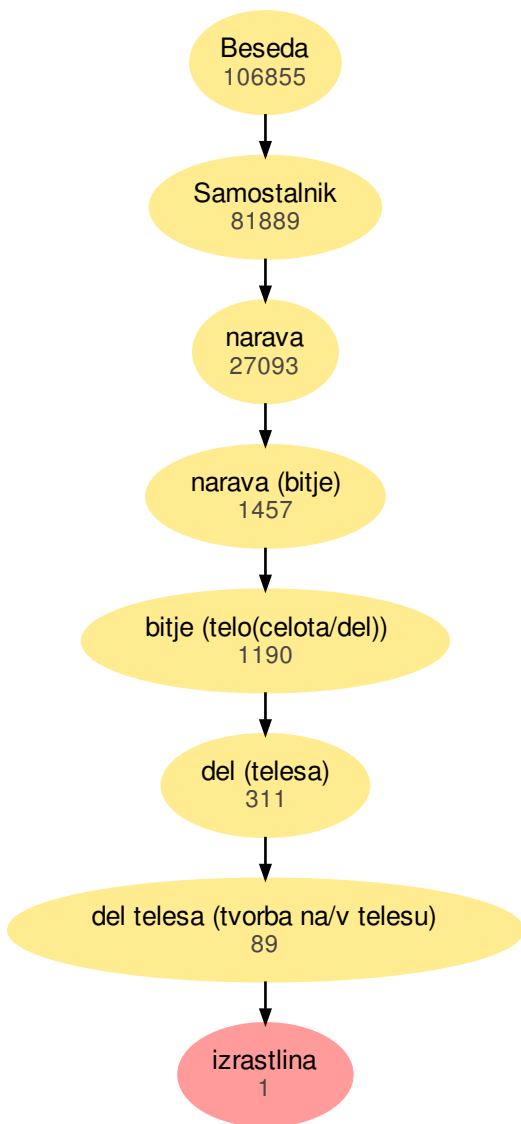 Beseda
106855
Samostalnik
81889
narava
27093
narava (bitje)
1457
bitje (telo(celota/del))
1190
del (telesa)
311
del telesa (tvorba na/v telesu)
89
izrastlina
1